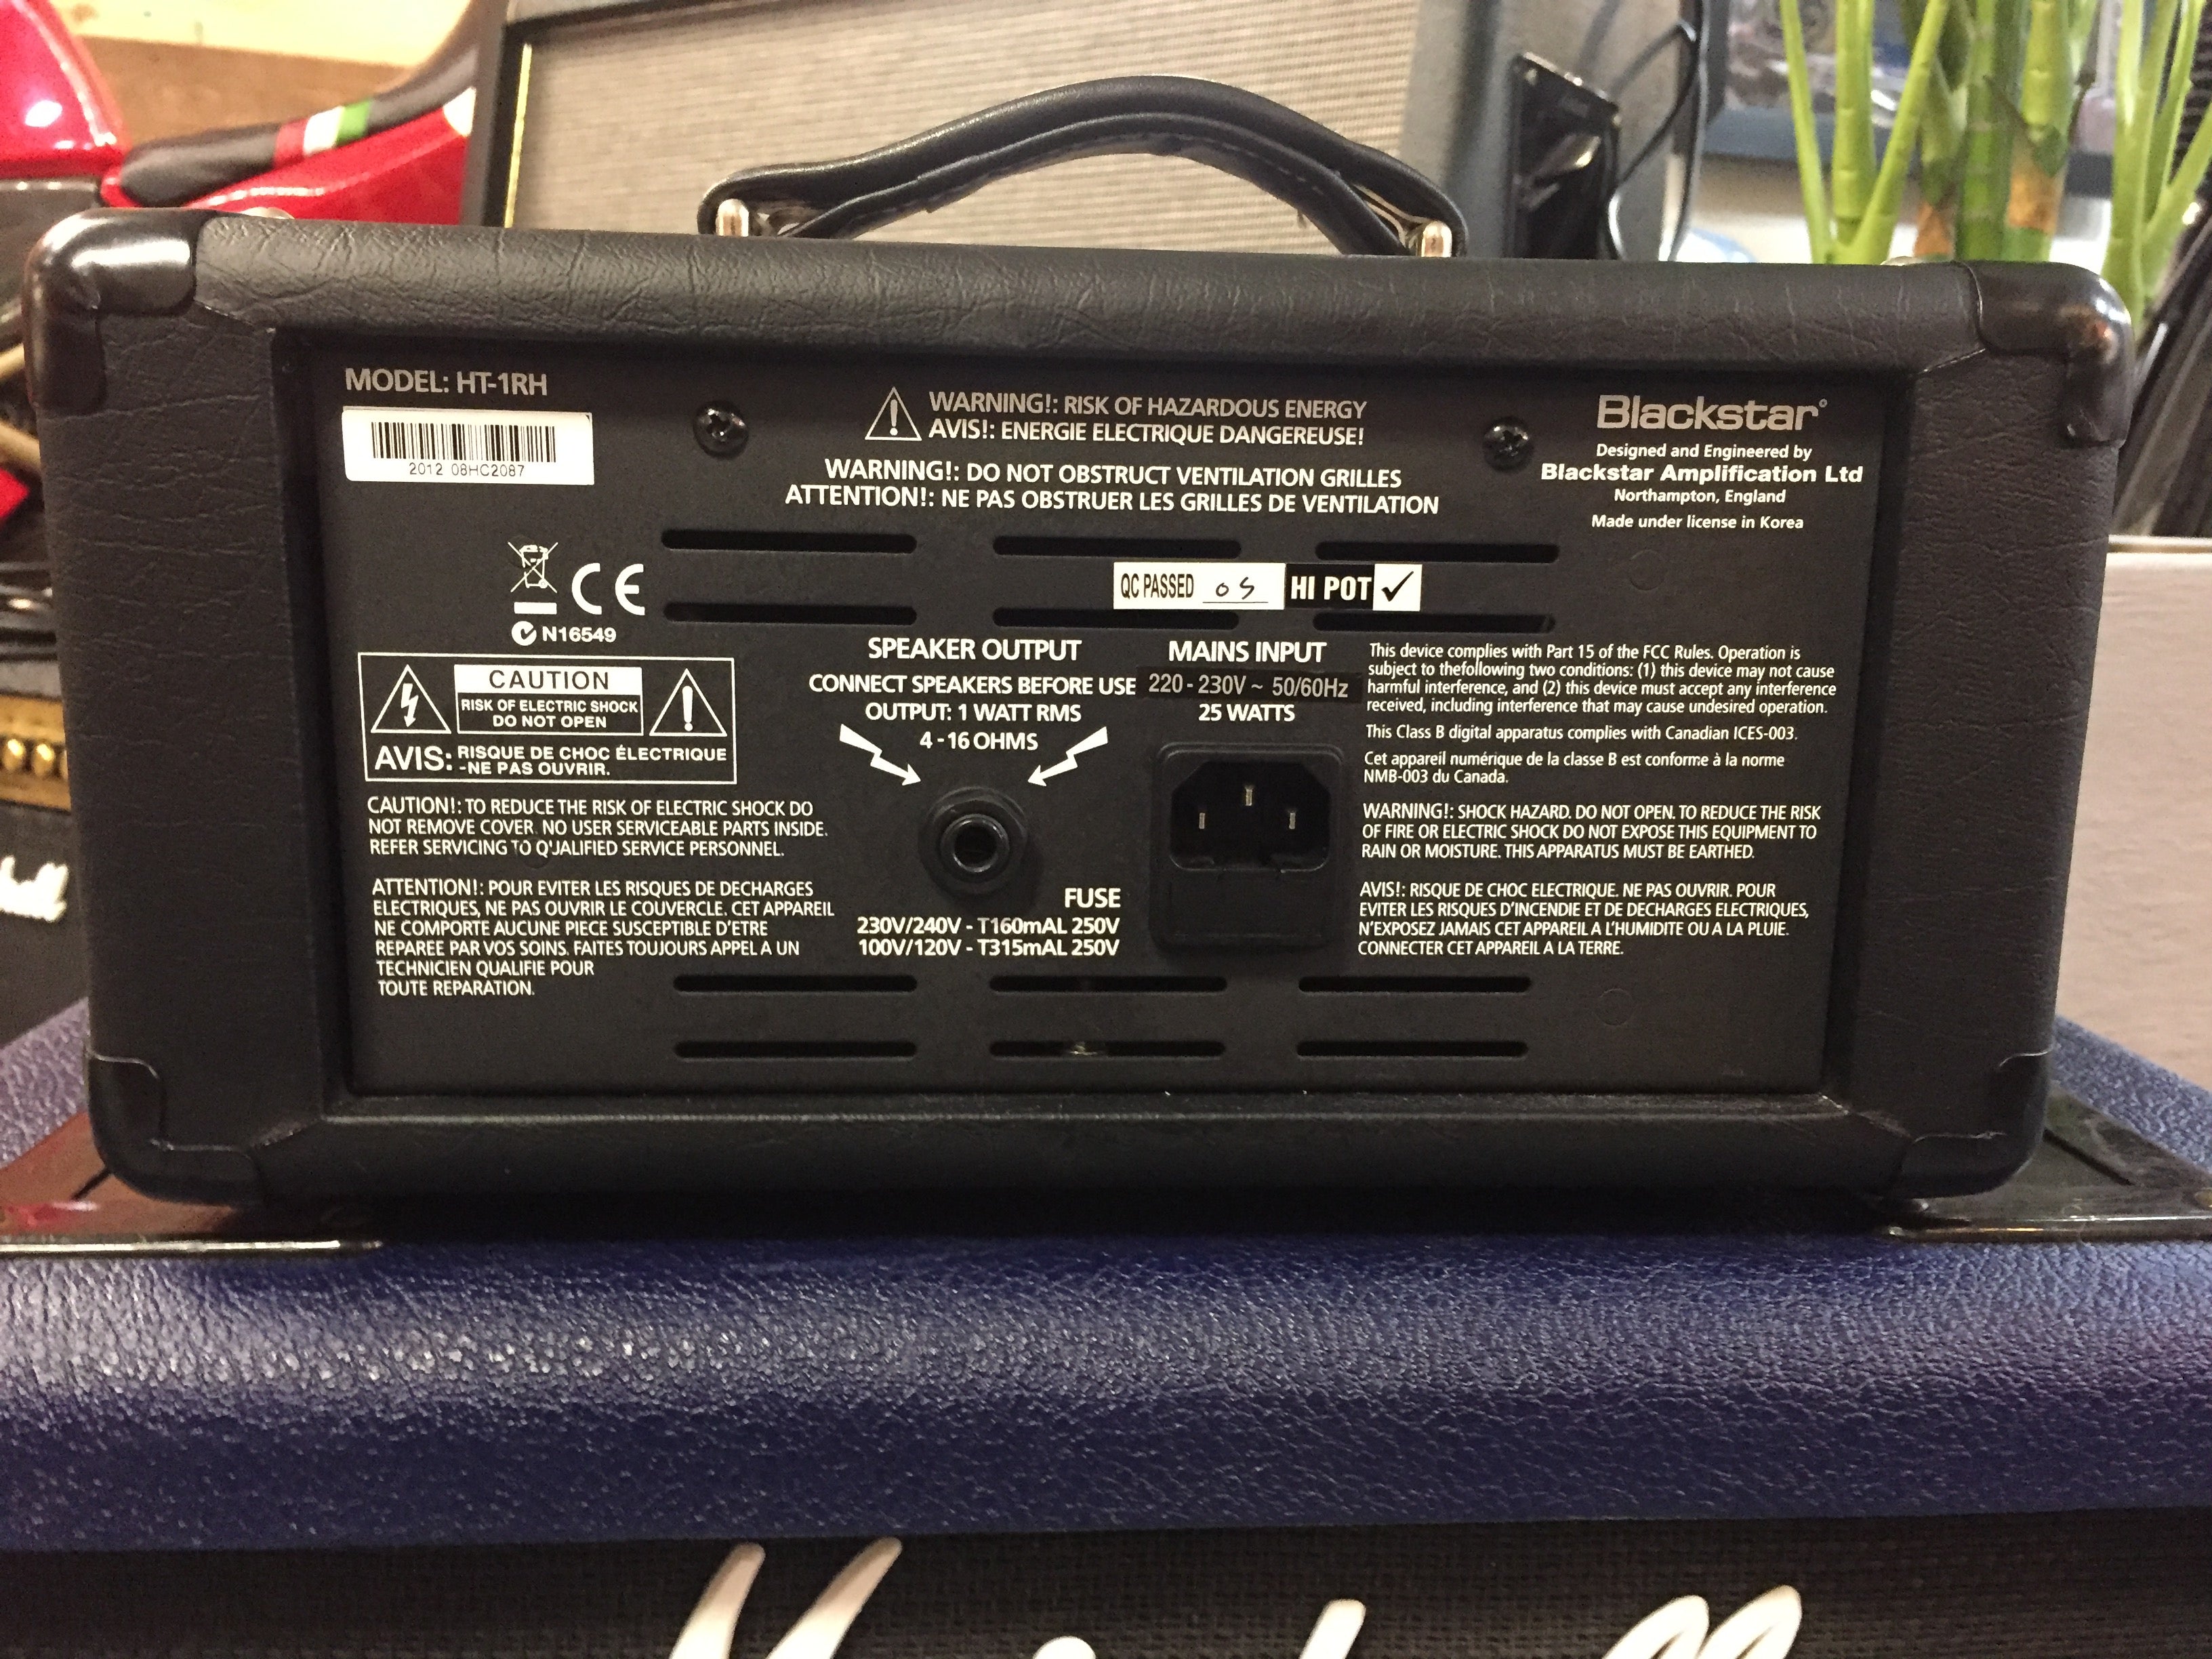 MODEL: HT-1RH
2012 08HC2087
WARNING!: RISK OF HAZARDOUS ENERGY
AVIS!: ENERGIE ELECTRIQUE DANGEREUSE!
WARNING!: DO NOT OBSTRUCT VENTILATION GRILLES
ATTENTION!: NE PAS OBSTRUER LES GRILLES DE VENTILATION
Blackstar
Designed and Engineered by
Blackstar Amplification Ltd
Northampton, England
Made under license in Korea
CE
N16549
QC PASSED 05 HI POT ✓
CAUTION
RISK OF ELECTRIC SHOCK
DO NOT OPEN
AVIS: RISQUE DE CHOC ÉLECTRIQUE
-NE PAS OUVRIR.
CAUTION!: TO REDUCE THE RISK OF ELECTRIC SHOCK DO
NOT REMOVE COVER. NO USER SERVICEABLE PARTS INSIDE.
REFER SERVICING TO Q'JALIFIED SERVICE PERSONNEL.
ATTENTION!: POUR EVITER LES RISQUES DE DECHARGES
ELECTRIQUES, NE PAS OUVRIR LE COUVERCLE. CET APPAREIL
NE COMPORTE AUCUNE PIECE SUSCEPTIBLE D'ETRE
REPAREE PAR VOS SOINS. FAITES TOUJOURS APPEL A UN
TECHNICIEN QUALIFIE POUR
TOUTE REPARATION.
SPEAKER OUTPUT
CONNECT SPEAKERS BEFORE USE
OUTPUT: 1 WATT RMS
4 - 16 OHMS
MAINS INPUT
220 - 230V ~ 50/60Hz
25 WATTS
FUSE
230V/240V - T160mAL 250V
100V/120V - T315mAL 250V
This device complies with Part 15 of the FCC Rules. Operation is
subject to thefollowing two conditions: (1) this device may not cause
harmful interference, and (2) this device must accept any interference
received, including interference that may cause undesired operation.
This Class B digital apparatus complies with Canadian ICES-003.
Cet appareil numérique de la classe B est conforme à la norme
NMB-003 du Canada.
WARNING!: SHOCK HAZARD. DO NOT OPEN. TO REDUCE THE RISK
OF FIRE OR ELECTRIC SHOCK DO NOT EXPOSE THIS EQUIPMENT TO
RAIN OR MOISTURE. THIS APPARATUS MUST BE EARTHED.
AVIS!: RISQUE DE CHOC ELECTRIQUE. NE PAS OUVRIR. POUR
EVITER LES RISQUES D'INCENDIE ET DE DECHARGES ELECTRIQUES,
N'EXPOSEZ JAMAIS CET APPAREIL A L'HUMIDITE OU A LA PLUIE.
CONNECTER CET APPAREIL A LA TERRE.